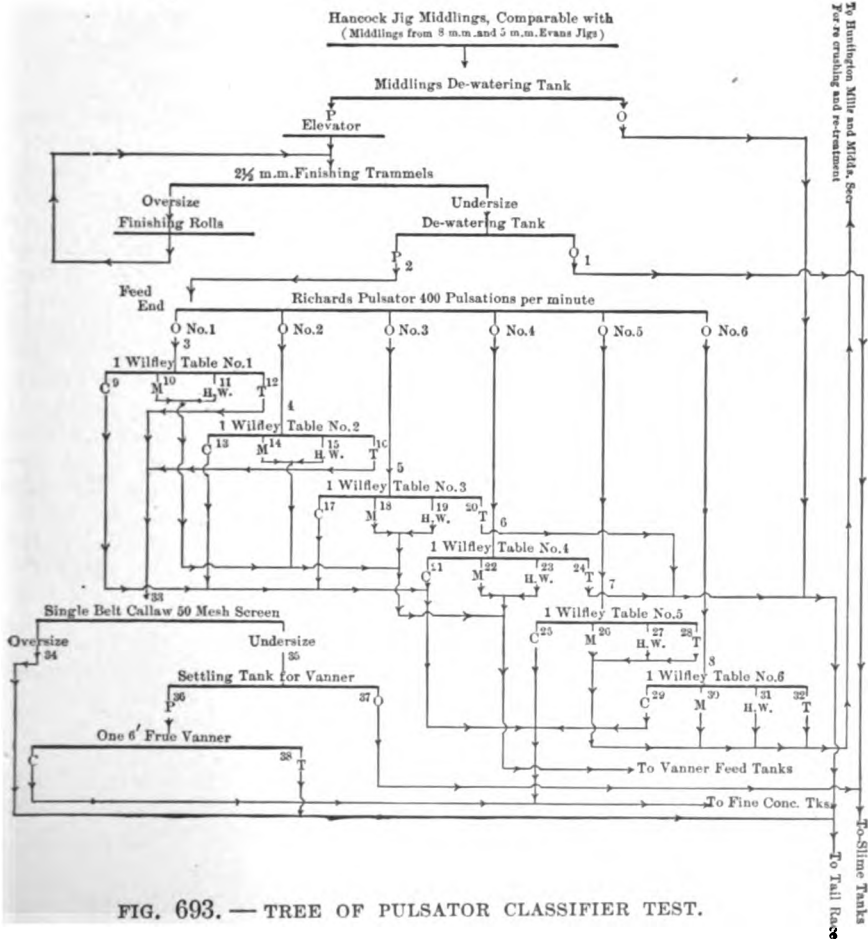 Hancock Jig Middlings, Comparable with
(Middlings from 8 m.m. and 5 m.m. Evans Jigs)
To Huntington Mills and Midds. Secr
For re crushing and re-treatment
Middlings De-watering Tank
P O
Elevator
2½ m.m. Finishing Trammels
Oversize Undersize
Finishing Rolls De-watering Tank
P 2 O 1
Feed
End
Richards Pulsator 400 Pulsations per minute
O No.1 O No.2 O No.3 O No.4 O No.5 O No.6
3
1 Wilfley Table No.1
C 9 M 10 H.W. 11 T 12
4
1 Wilfley Table No.2
C 13 M 14 H.W. 15 T 16
5
1 Wilfley Table No.3
C 17 M 18 H.W. 19 T 20
6
1 Wilfley Table No.4
C 21 M 22 H.W. 23 T 24
7
33
Single Belt Callaw 50 Mesh Screen
1 Wilfley Table No.5
Oversize Undersize
34 35
C 25 M 26 H.W. 27 T 28
8
Settling Tank for Vanner
1 Wilfley Table No.6
P 36 37 O
C 29 M 30 H.W. 31 T 32
One 6' Frue Vanner
C 38 T
To Vanner Feed Tanks
To Fine Conc. Tks.
To Slime Tanks
To Tail Race
FIG. 693. — TREE OF PULSATOR CLASSIFIER TEST.